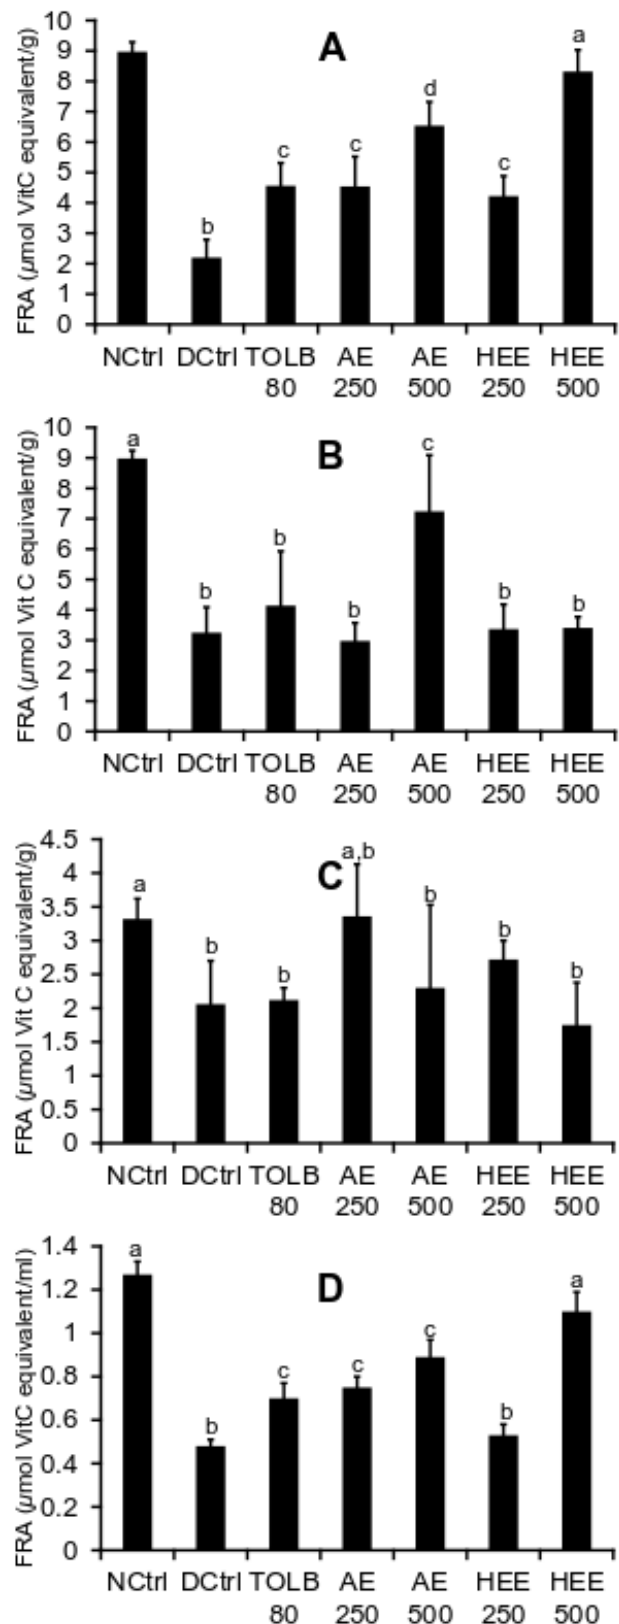 10
9
8
7
6
5
4
3
2
1
0
FRA (µmol VitC equivalent/g)
A
b
c
c
d
c
a
NCtrl DCtrl TOLB AE AE HEE HEE
80 250 500 250 500
10
9
8
7
6
5
4
3
2
1
0
FRA (µmol Vit C equivalent/g)
B
a
b
b
b
c
b
b
NCtrl DCtrl TOLB AE AE HEE HEE
80 250 500 250 500
4.5
4
3.5
3
2.5
2
1.5
1
0.5
0
FRA (µmol Vit C equivalent/g)
C
a
b
b
a,b
b
b
b
NCtrl DCtrl TOLB AE AE HEE HEE
80 250 500 250 500
1.4
1.2
1
0.8
0.6
0.4
0.2
0
FRA (µmol VitC equivalent/ml)
D
a
b
c
c
c
b
a
NCtrl DCtrl TOLB AE AE HEE HEE
80 250 500 250 500